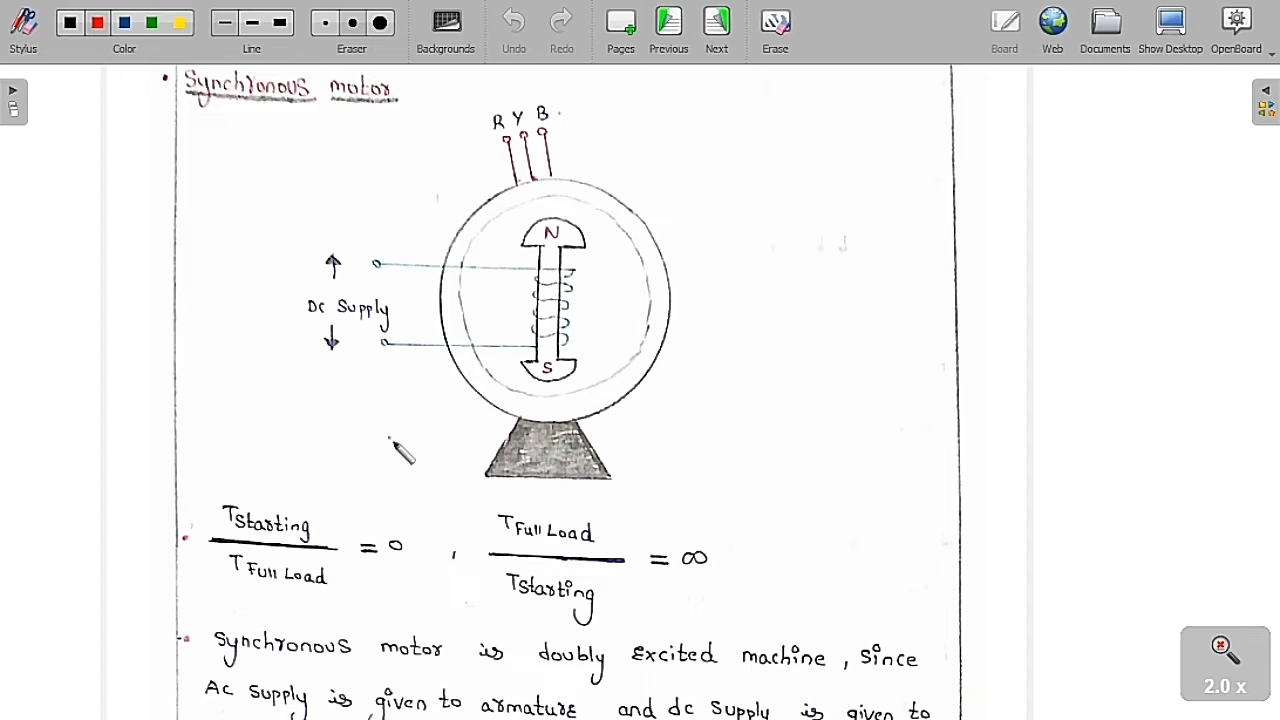 Stylus
Color
Line
Eraser
Backgrounds
Undo
Redo
Pages
Previous
Next
Erase
Board
Web
Documents
Show Desktop
OpenBoard
• Synchronous motor
R Y B
N
DC Supply
S
• TStarting / TFull Load = 0 , TFull Load / TStarting = ∞
• Synchronous motor is doubly excited machine, since
AC supply is given to armature and dc supply is given to
2.0 x